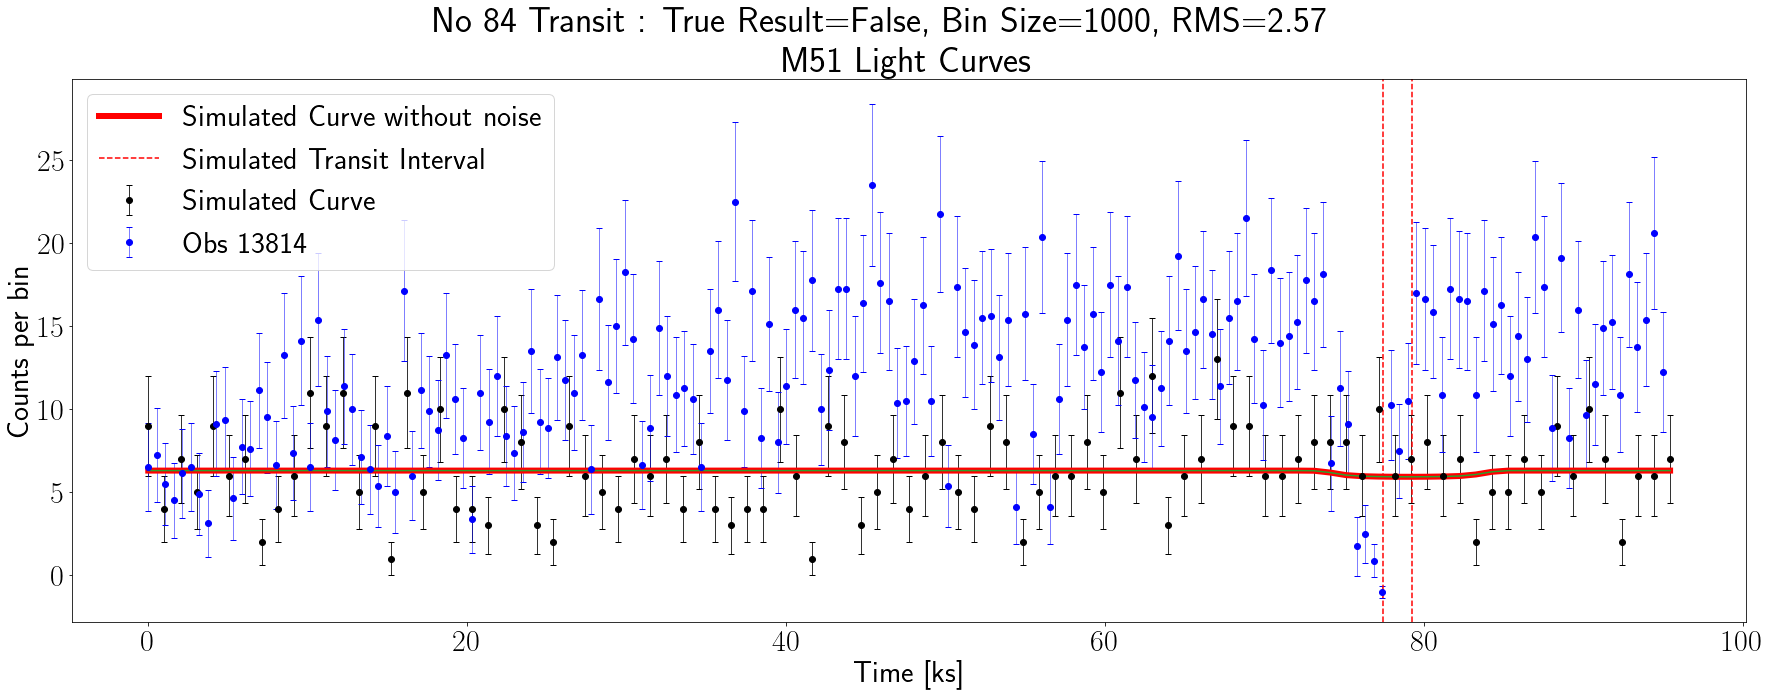 No 84 Transit : True Result=False, Bin Size=1000, RMS=2.57
M51 Light Curves
Simulated Curve without noise
Simulated Transit Interval
Simulated Curve
Obs 13814
Counts per bin
25
20
15
10
5
0
0 20 40 60 80 100
Time [ks]